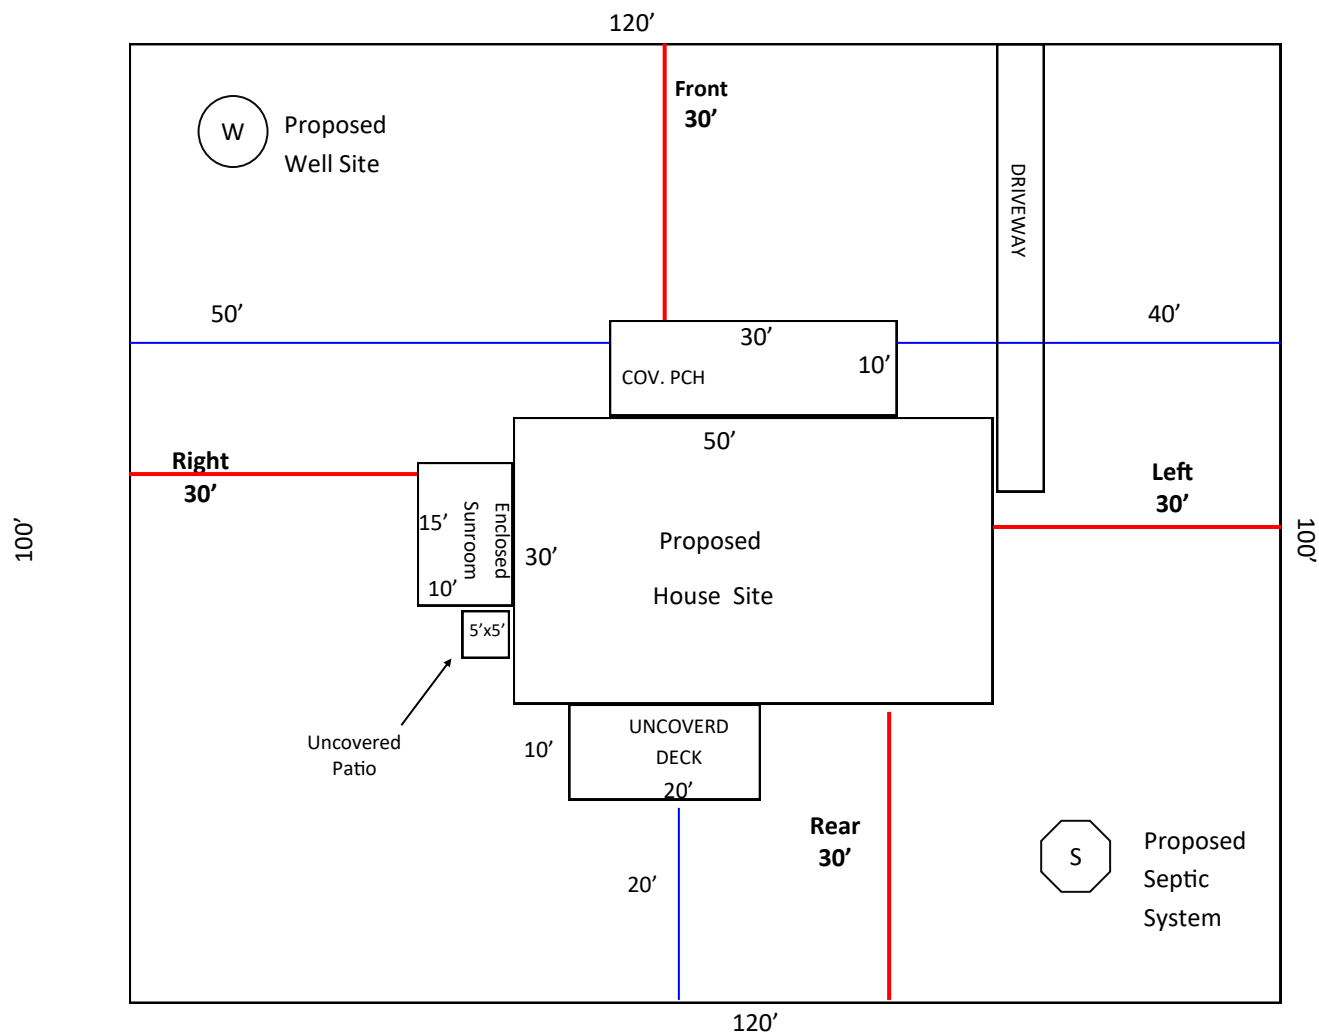 120’
Front
30’
W
Proposed
Well Site
DRIVEWAY
50’
40’
30’
10’
COV. PCH
50’
Right
30’
Left
30’
100’
100’
15’
Enclosed
Sunroom
10’
30’
Proposed
House Site
5’x5’
Uncovered
Patio
UNCOVERD
DECK
10’
20’
Rear
30’
20’
S
Proposed
Septic
System
120’